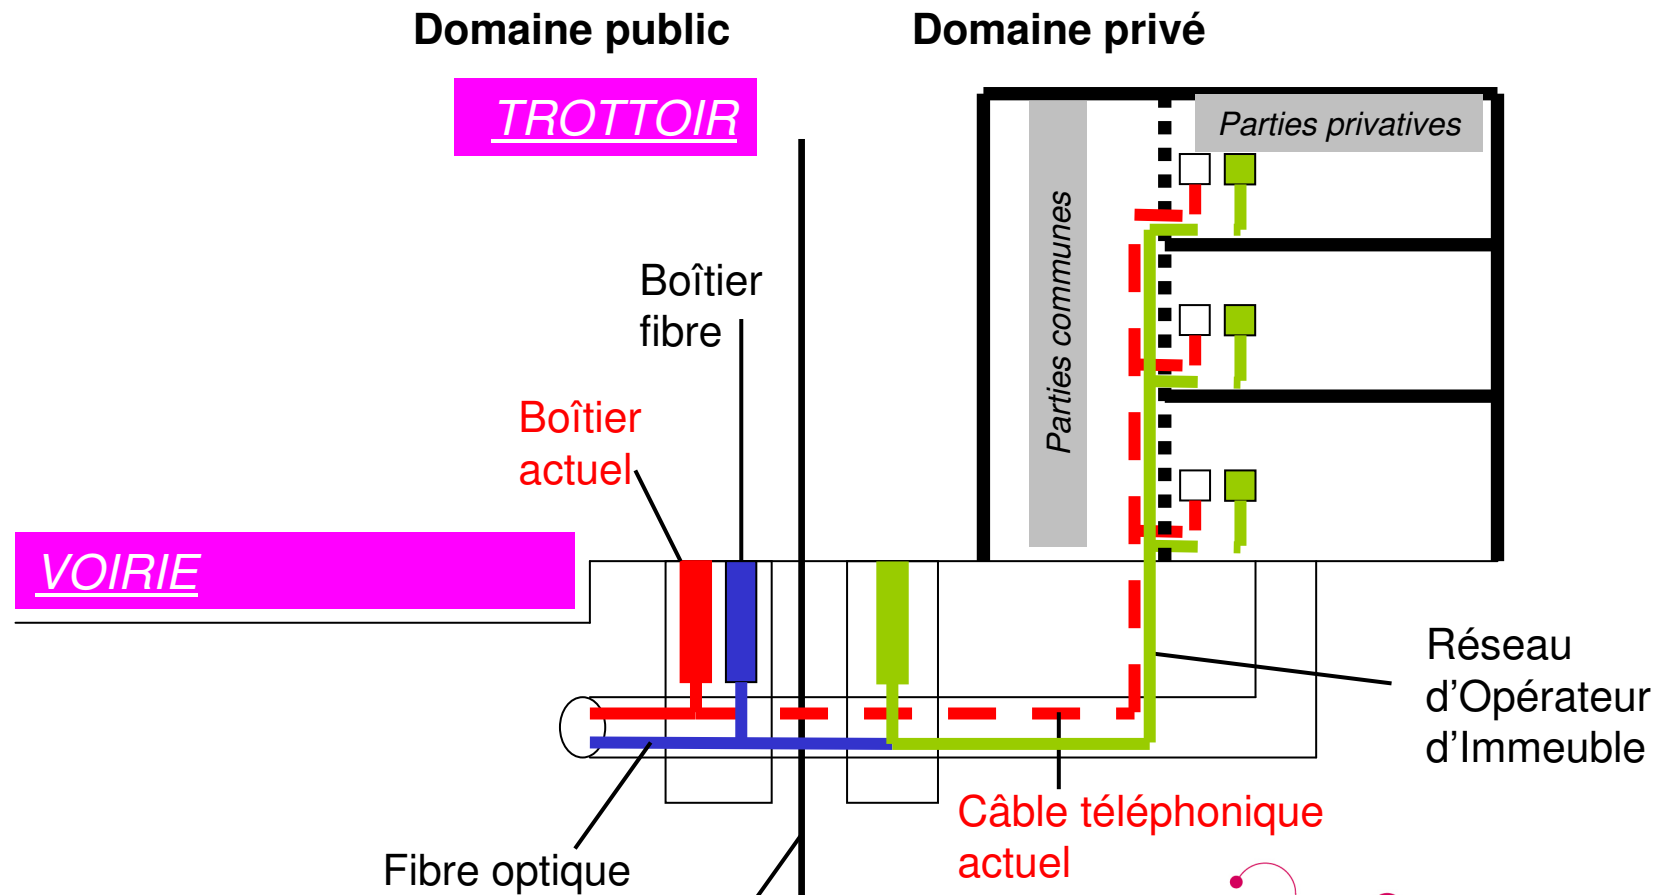 Domaine public
Domaine privé
TROTTOIR
Parties privatives
Parties communes
Boîtier
fibre
Boîtier
actuel
VOIRIE
Réseau
d'Opérateur
d'Immeuble
Câble téléphonique
actuel
Fibre optique